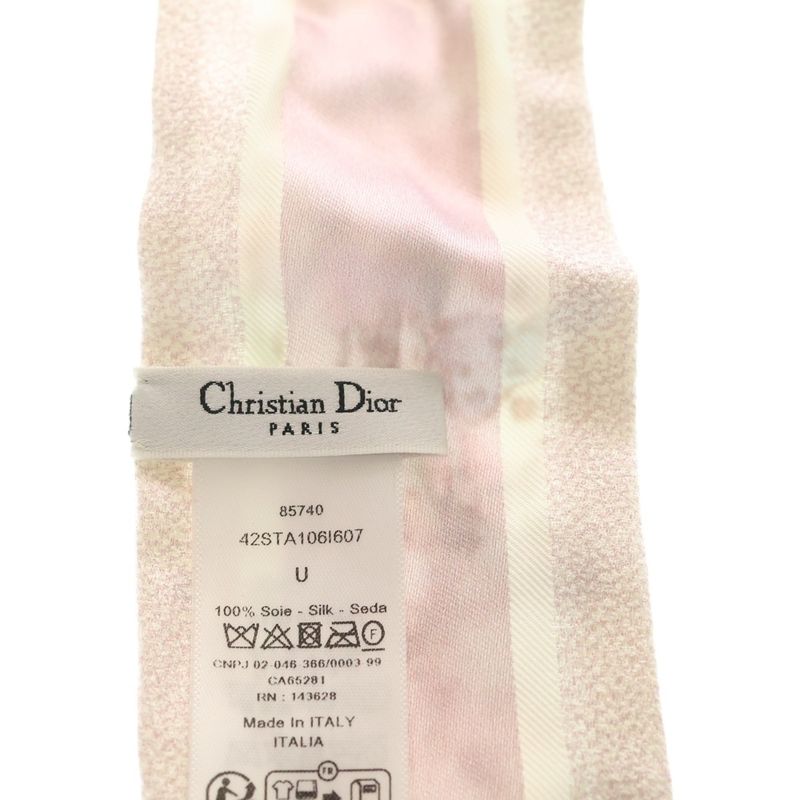 Christian Dior
PARIS
85740
42STA106I607
U
100% Soie - Silk - Seda
F
CNPJ 02-046 366/0003-99
CA65281
RN : 143628
Made In ITALY
ITALIA
FR